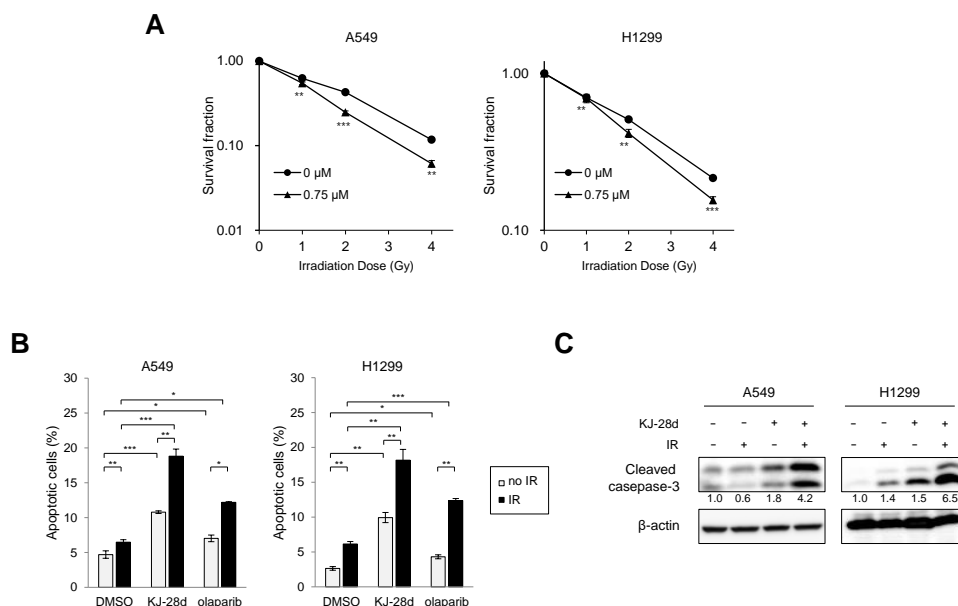 A
A549
H1299
1.00
0.10
0.01
Survival fraction
**
***
**
0 µM
0.75 µM
0
1
2
3
4
Irradiation Dose (Gy)
1.00
0.10
Survival fraction
**
**
***
0 µM
0.75 µM
0
1
2
3
4
Irradiation Dose (Gy)
B
A549
30
25
20
15
10
5
0
Apoptotic cells (%)
*
*
***
***
**
**
*
DMSO
KJ-28d
olaparib
H1299
30
25
20
15
10
5
0
Apoptotic cells (%)
***
*
**
**
**
**
**
DMSO
KJ-28d
olaparib
no IR
IR
C
A549
H1299
KJ-28d - - + + - - + +
IR - + - + - + - +
Cleaved
casepase-3
1.0 0.6 1.8 4.2
1.0 1.4 1.5 6.5
β-actin